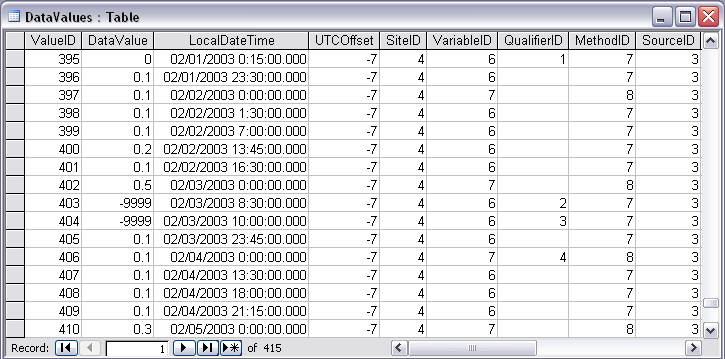 DataValues : Table
ValueID DataValue LocalDateTime UTCOffset SiteID VariableID QualifierID MethodID SourceID
395 0 02/01/2003 0:15:00.000 -7 4 6 1 7 3
396 0.1 02/01/2003 23:30:00.000 -7 4 6 7 3
397 0.1 02/02/2003 0:00:00.000 -7 4 7 8 3
398 0.1 02/02/2003 1:30:00.000 -7 4 6 7 3
399 0.1 02/02/2003 7:00:00.000 -7 4 6 7 3
400 0.2 02/02/2003 13:45:00.000 -7 4 6 7 3
401 0.1 02/02/2003 16:30:00.000 -7 4 6 7 3
402 0.5 02/03/2003 0:00:00.000 -7 4 7 8 3
403 -9999 02/03/2003 8:30:00.000 -7 4 6 2 7 3
404 -9999 02/03/2003 10:00:00.000 -7 4 6 3 7 3
405 0.1 02/03/2003 23:45:00.000 -7 4 6 7 3
406 0.1 02/04/2003 0:00:00.000 -7 4 7 4 8 3
407 0.1 02/04/2003 13:30:00.000 -7 4 6 7 3
408 0.1 02/04/2003 18:00:00.000 -7 4 6 7 3
409 0.1 02/04/2003 21:15:00.000 -7 4 6 7 3
410 0.3 02/05/2003 0:00:00.000 -7 4 7 8 3
Record: 1 of 415